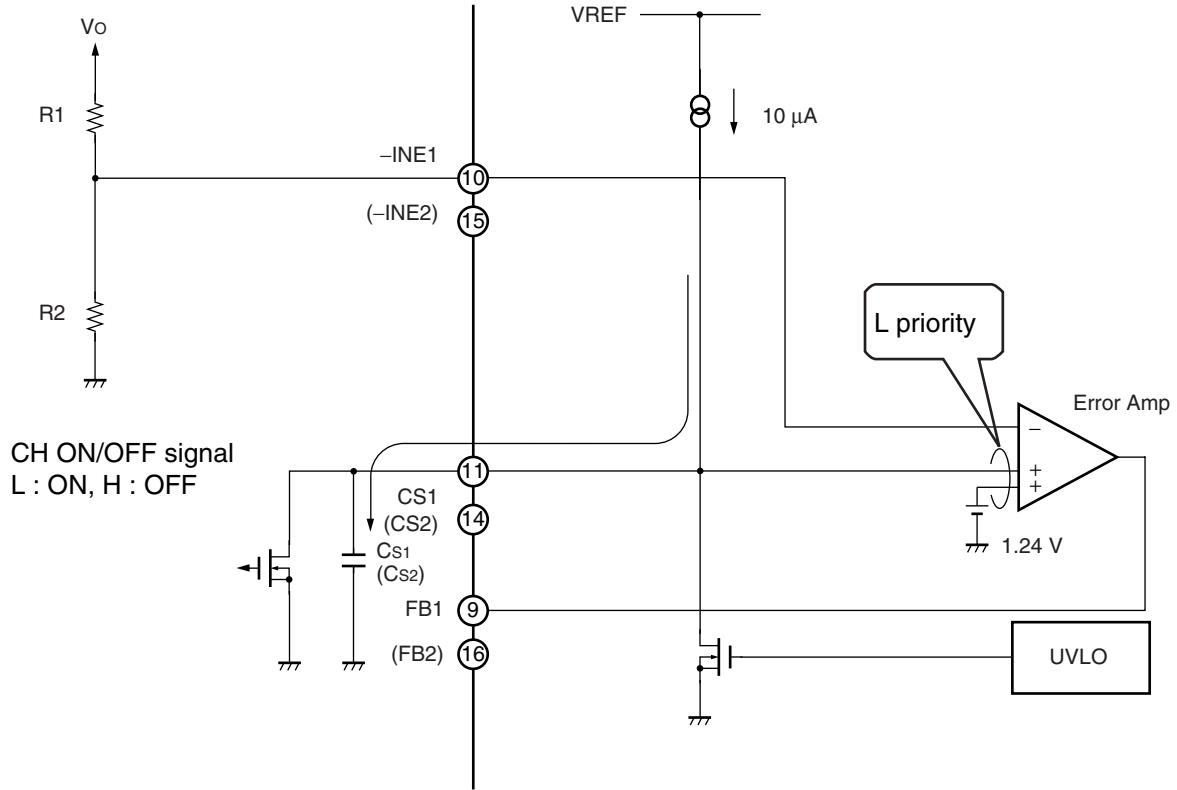 VREF
VO
R1
10 μA
–INE1
10
(–INE2)
15
R2
L priority
Error Amp
CH ON/OFF signal
L : ON, H : OFF
–
+
+
11
CS1
(CS2)
14
1.24 V
CS1
(CS2)
FB1
9
(FB2)
16
UVLO